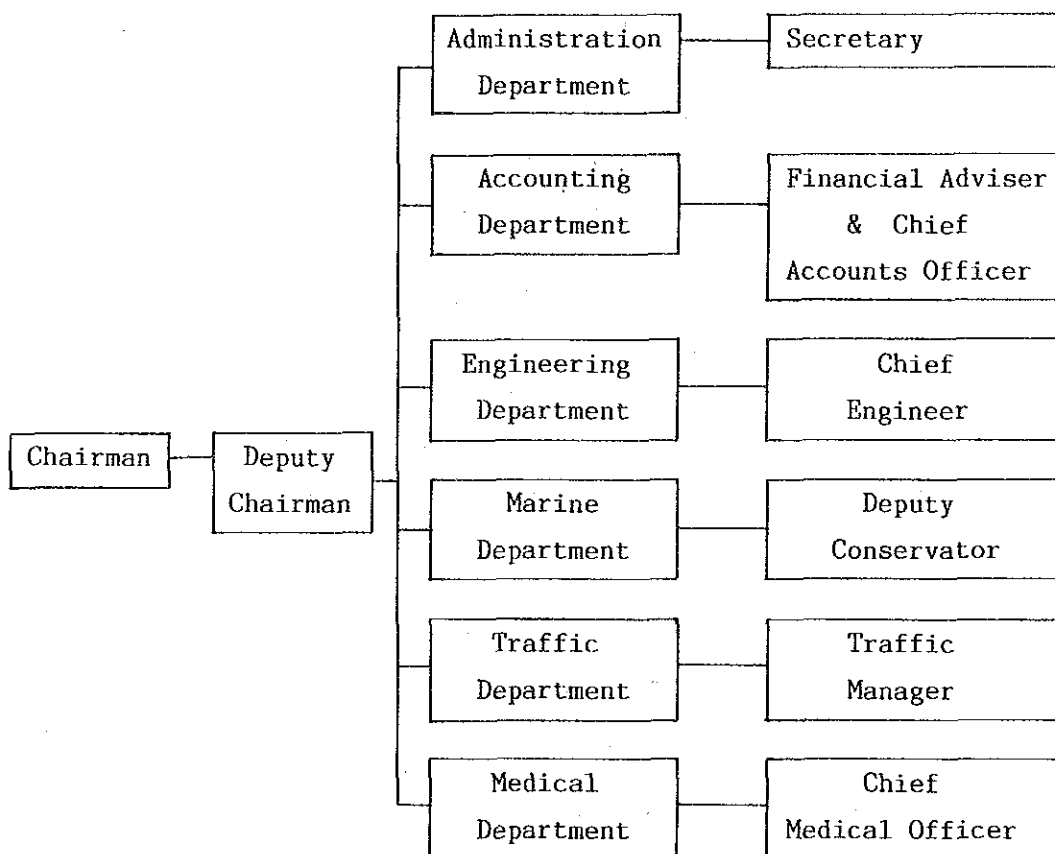 Administration
Department
Secretary
Accounting
Department
Financial Adviser
& Chief
Accounts Officer
Engineering
Department
Chief
Engineer
Chairman
Deputy
Chairman
Marine
Department
Deputy
Conservator
Traffic
Department
Traffic
Manager
Medical
Department
Chief
Medical Officer